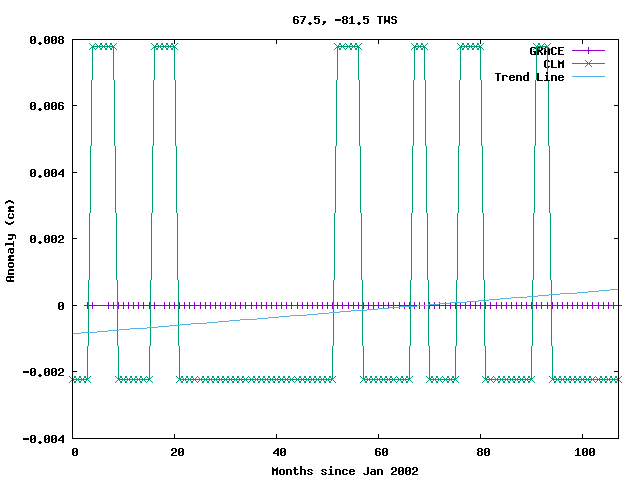 67.5, -81.5 TWS
GRACE
CLM
Trend Line
0.008
0.006
0.004
0.002
0
-0.002
-0.004
Anomaly (cm)
0 20 40 60 80 100
Months since Jan 2002